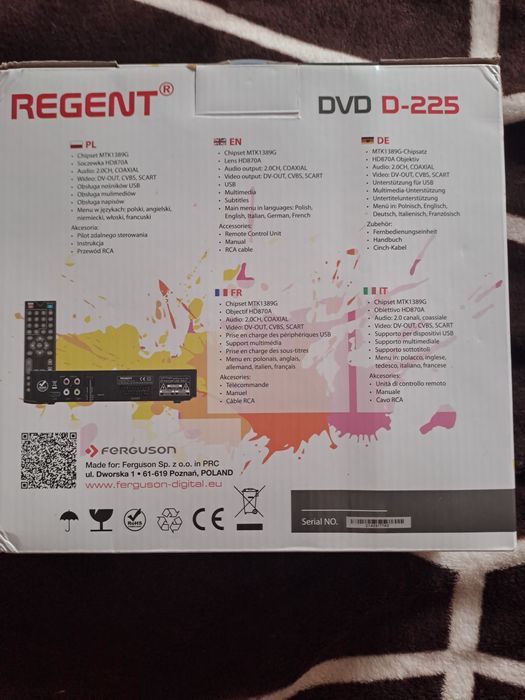 REGENT®
DVD D-225
PL
• Chipset MTK1389G
• Soczewka HD870A
• Audio: 2.0CH, COAXIAL
• Wideo: DV-OUT, CVBS, SCART
• Obsługa nośników USB
• Obsługa mulimediów
• Obsługa napisów
• Menu w językach: polski, angielski,
niemiecki, włoski, francuski
Akcesoria:
• Pilot zdalnego sterowania
• Instrukcja
• Przewód RCA
EN
• Chipset MTK1389G
• Lens HD870A
• Audio output: 2.0CH, COAXIAL
• Video output: DV-OUT, CVBS, SCART
• USB
• Multimedia
• Subtitles
• Main menu in languages: Polish,
English, Italian, German, French
Accessories:
• Remote Control Unit
• Manual
• RCA cable
DE
• MTK1389G-Chipsatz
• HD870A Objektiv
• Audio: 2.0CH, COAXIAL
• Video: DV-OUT, CVBS, SCART
• Unterstützung für USB
• Multimedia-Unterstützung
• Untertitelunterstützung
• Menü in: Polnisch, Englisch,
Deutsch, Italienisch, Französisch
Zubehör:
• Fernbedienungseinheit
• Handbuch
• Cinch-Kabel
FR
• Chipset MTK1389G
• Objectif HD870A
• Audio: 2.0CH, COAXIAL
• Vidéo: DV-OUT, CVBS, SCART
• Prise en charge des périphériques USB
• Support multimédia
• Prise en charge des sous-titres
• Menu en: polonais, anglais,
allemand, italien, français
Accessories:
• Télécommande
• Manuel
• Câble RCA
IT
• Chipset MTK1389G
• Obiettivo HD870A
• Audio: 2.0 canali, coassiale
• Video: DV-OUT, CVBS, SCART
• Supporto per dispositivi USB
• Supporto multimediale
• Supporto sottotitoli
• Menu in: polacco, inglese,
tedesco, italiano, francese
Akcesories:
• Unità di controllo remoto
• Manuale
• Cavo RCA
FERGUSON
Made for: Ferguson Sp. z o.o. in PRC
ul. Dworska 1 • 61-619 Poznań, POLAND
www.ferguson-digital.eu
RoHS
CE
Serial NO.